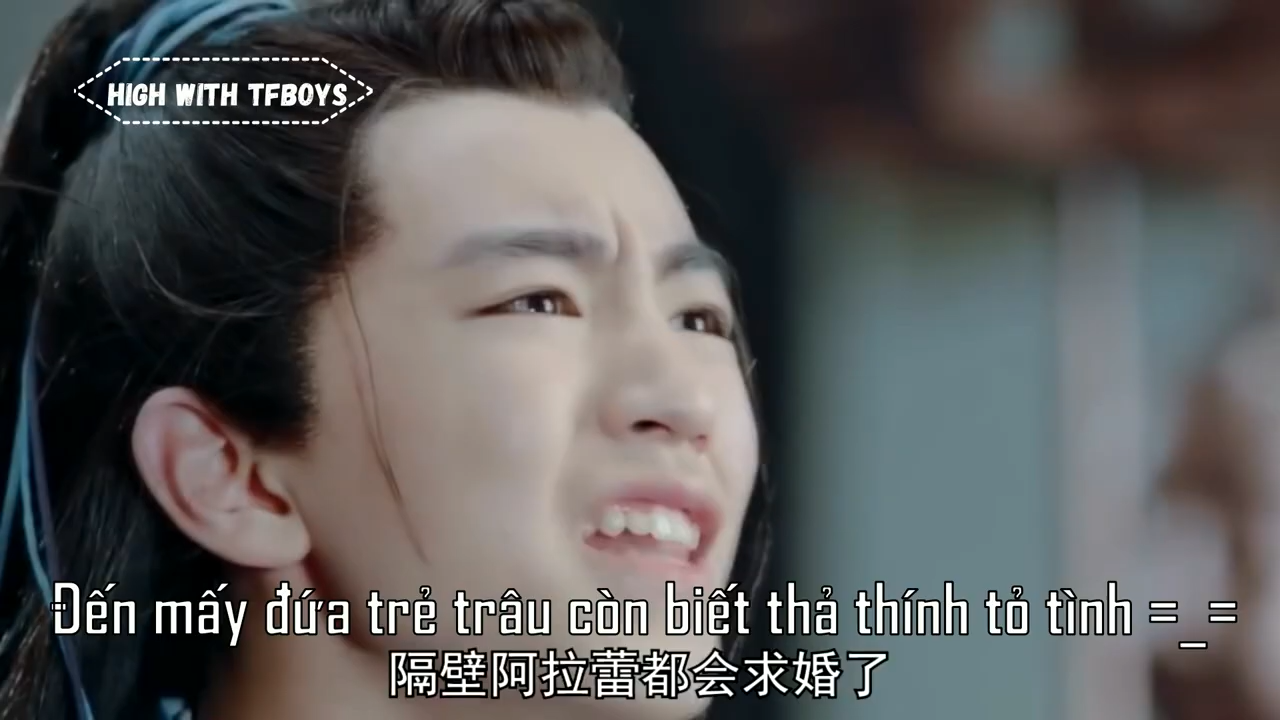 HIGH WITH TFBOYS
Đến mấy đứa trẻ trâu còn biết thả thính tỏ tình =_=
隔壁阿拉蕾都会求婚了